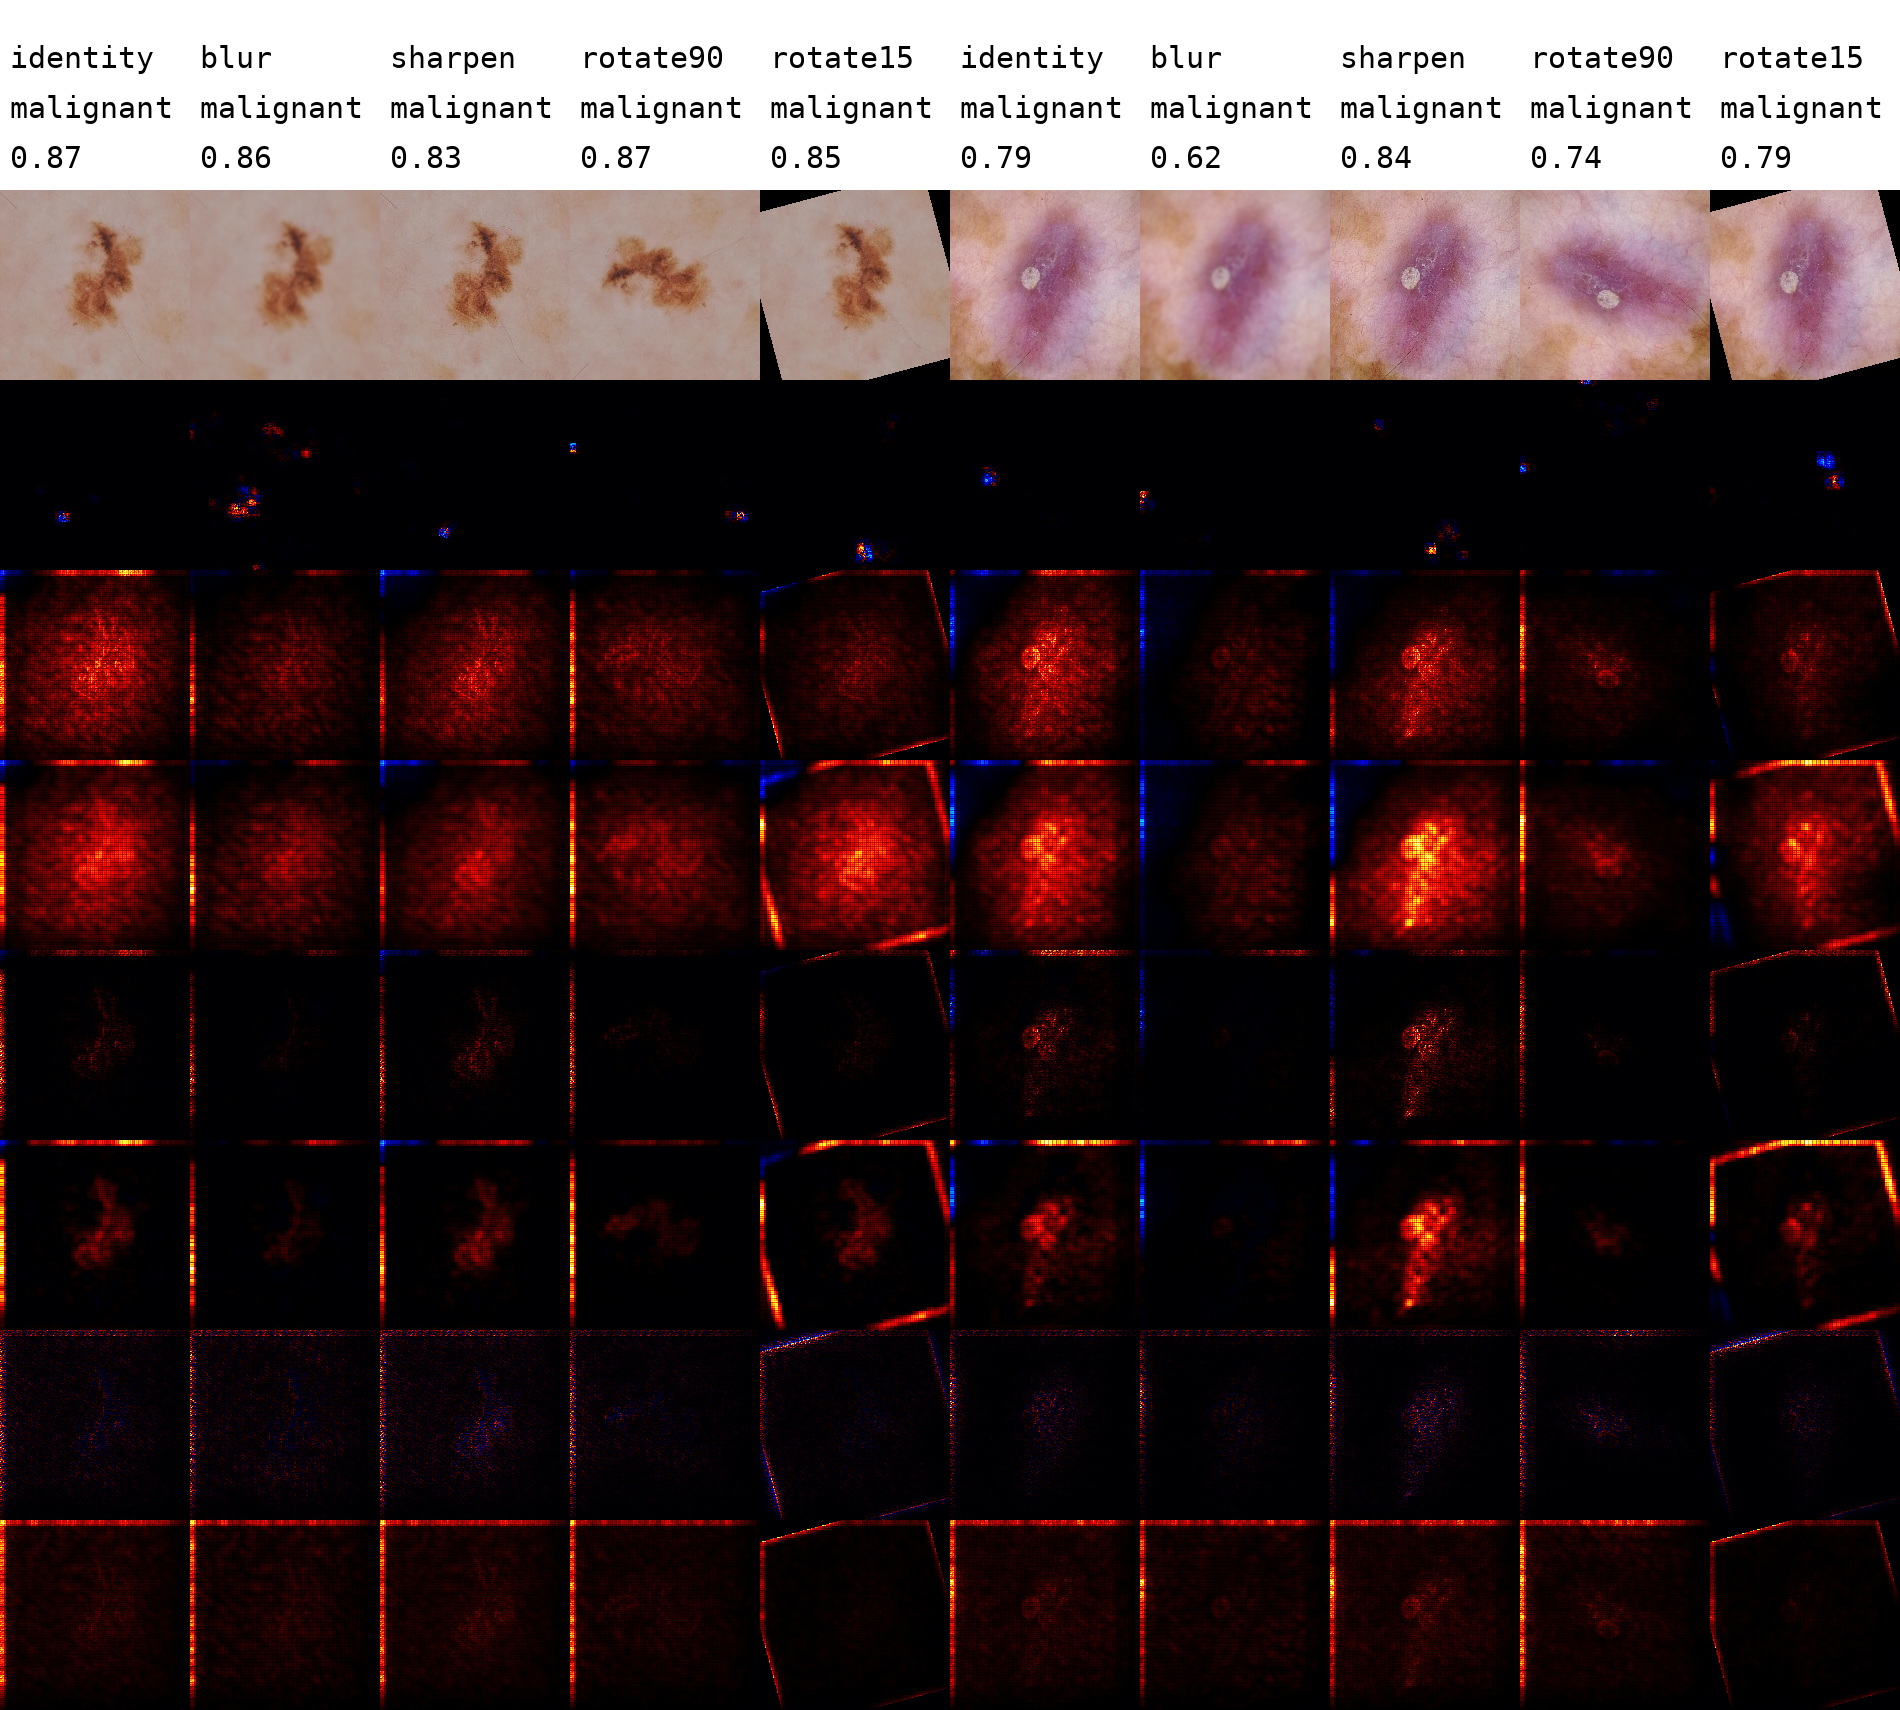 identity blur sharpen rotate90 rotate15 identity blur sharpen rotate90 rotate15
malignant malignant malignant malignant malignant malignant malignant malignant malignant malignant
0.87 0.86 0.83 0.87 0.85 0.79 0.62 0.84 0.74 0.79